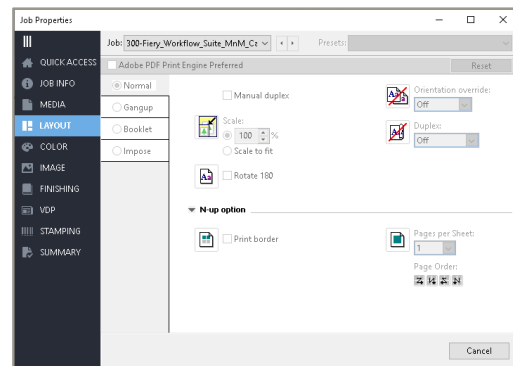 Job Properties
Job: 300-Fiery_Workflow_Suite_MnM_Cz
Presets:
QUICK ACCESS
JOB INFO
MEDIA
LAYOUT
COLOR
IMAGE
FINISHING
VDP
STAMPING
SUMMARY
Adobe PDF Print Engine Preferred
Reset
Normal
Gangup
Booklet
Impose
Manual duplex
Orientation override:
Off
Scale:
100 %
Scale to fit
Duplex:
Off
Rotate 180
N-up option
Print border
Pages per Sheet:
1
Page Order:
Cancel